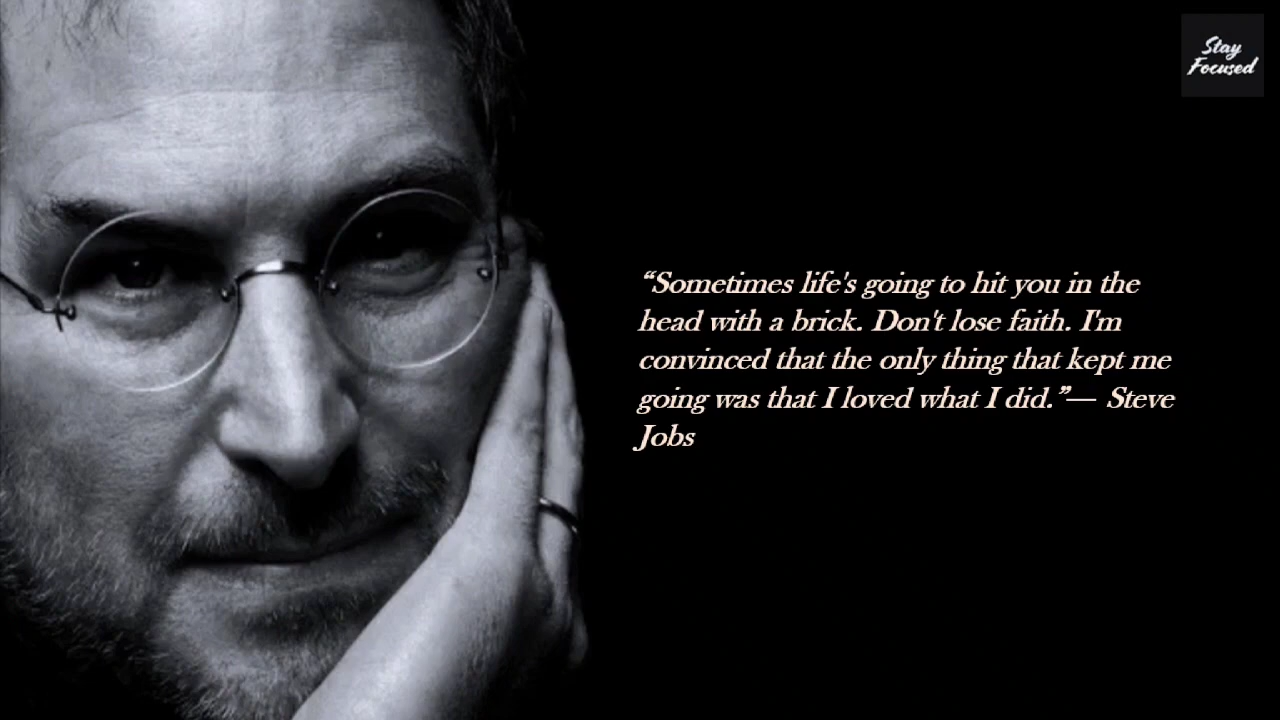 Stay
Focused
“Sometimes life's going to hit you in the
head with a brick. Don't lose faith. I'm
convinced that the only thing that kept me
going was that I loved what I did.”— Steve
Jobs